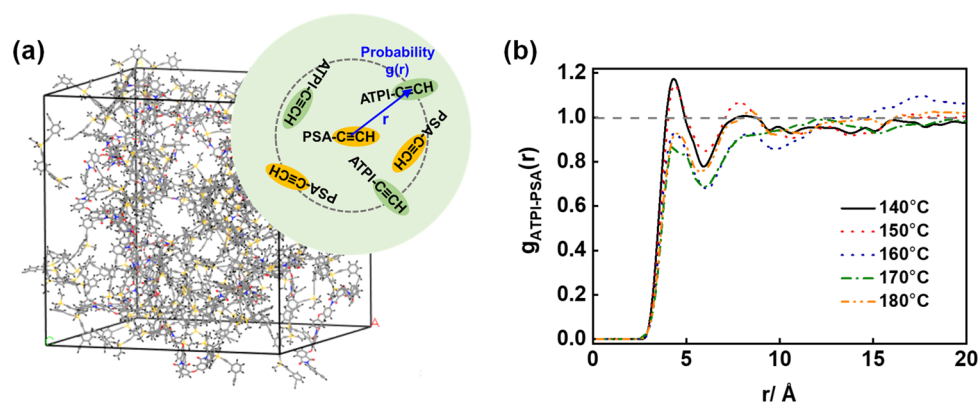 (a)
Probability
g(r)
ATPI-C≡CH
ATPI-C≡CH
r
PSA-C≡CH
PSA-C≡CH
ATPI-C≡CH
PSA-C≡CH
A
(b)
1.2
1.0
0.8
0.6
0.4
0.2
0.0
gATPI-PSA(r)
140°C
150°C
160°C
170°C
180°C
0
5
10
15
20
r/ Å